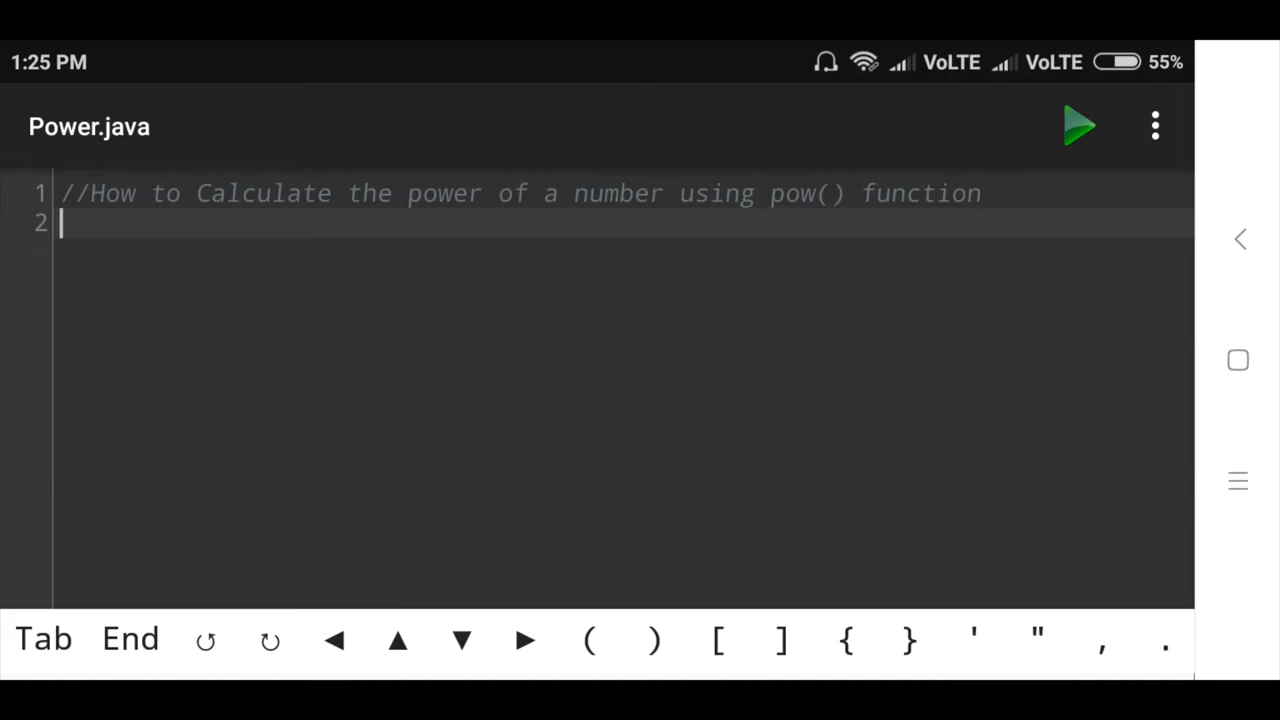 1:25 PM VoLTE VoLTE 55%
Power.java
1 //How to Calculate the power of a number using pow() function
2
Tab End ↺ ↻ ◀ ▲ ▼ ▶ ( ) [ ] { } ' " , .